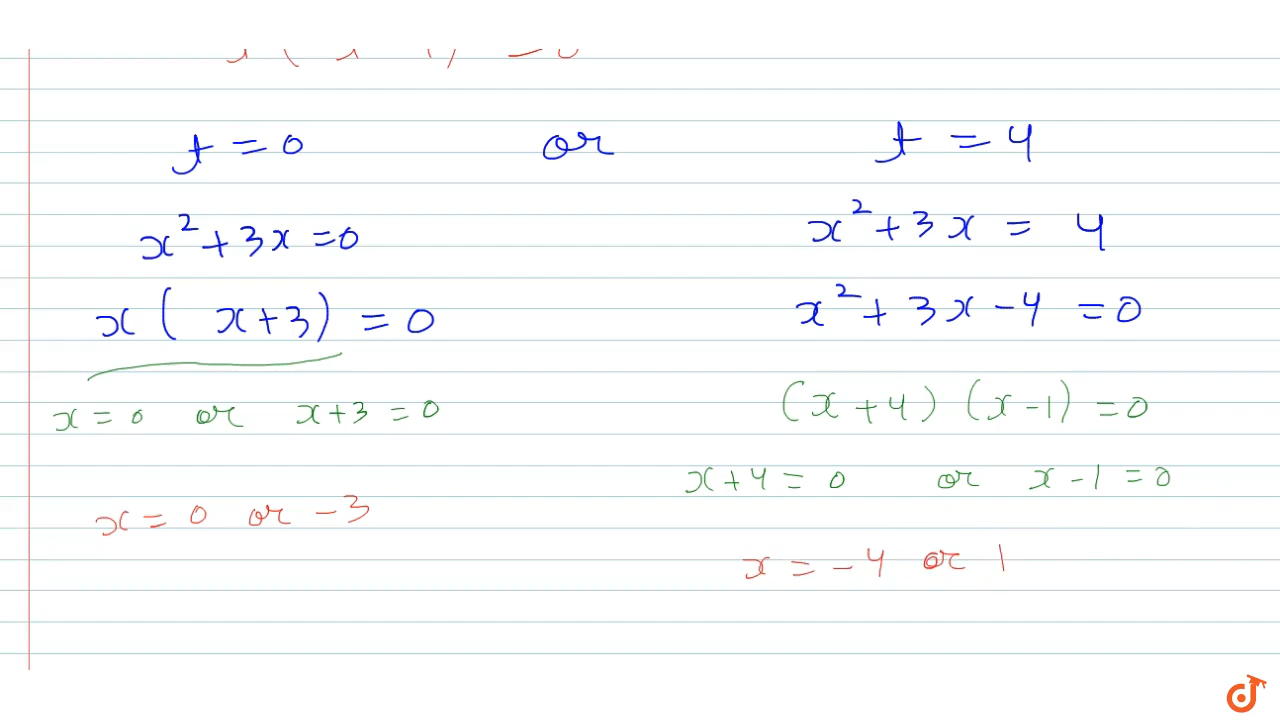 t = 0 or t = 4
x² + 3x = 0 x² + 3x = 4
x ( x+3) = 0 x² + 3x - 4 = 0
x = 0 or x+3 = 0 (x + 4) (x - 1) = 0
x + 4 = 0 or x - 1 = 0
x = 0 or -3
x = -4 or 1